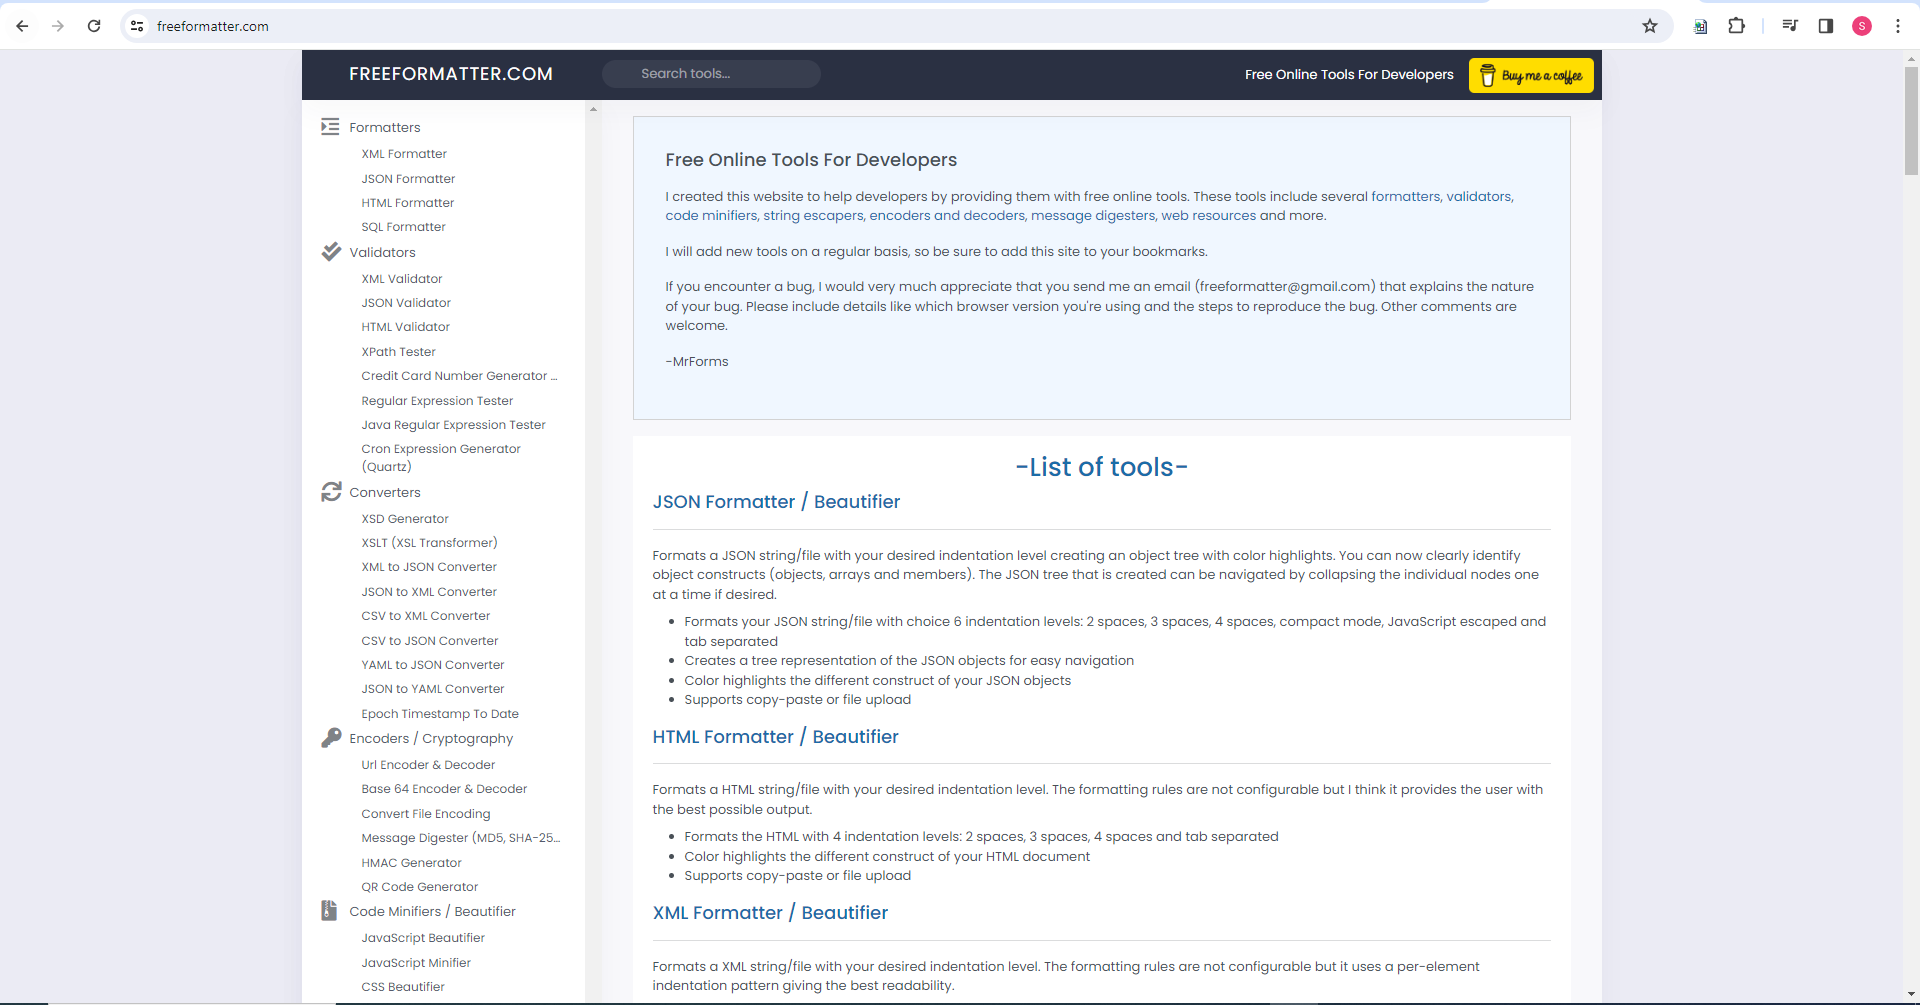 freeformatter.com
S
FREEFORMATTER.COM
Search tools...
Free Online Tools For Developers
Buy me a coffee
Formatters
XML Formatter
JSON Formatter
HTML Formatter
SQL Formatter
Validators
XML Validator
JSON Validator
HTML Validator
XPath Tester
Credit Card Number Generator ...
Regular Expression Tester
Java Regular Expression Tester
Cron Expression Generator
(Quartz)
Converters
XSD Generator
XSLT (XSL Transformer)
XML to JSON Converter
JSON to XML Converter
CSV to XML Converter
CSV to JSON Converter
YAML to JSON Converter
JSON to YAML Converter
Epoch Timestamp To Date
Encoders / Cryptography
Url Encoder & Decoder
Base 64 Encoder & Decoder
Convert File Encoding
Message Digester (MD5, SHA-25...
HMAC Generator
QR Code Generator
Code Minifiers / Beautifier
JavaScript Beautifier
JavaScript Minifier
CSS Beautifier
Free Online Tools For Developers
I created this website to help developers by providing them with free online tools. These tools include several formatters, validators,
code minifiers, string escapers, encoders and decoders, message digesters, web resources and more.
I will add new tools on a regular basis, so be sure to add this site to your bookmarks.
If you encounter a bug, I would very much appreciate that you send me an email (freeformatter@gmail.com) that explains the nature
of your bug. Please include details like which browser version you're using and the steps to reproduce the bug. Other comments are
welcome.
-MrForms
-List of tools-
JSON Formatter / Beautifier
Formats a JSON string/file with your desired indentation level creating an object tree with color highlights. You can now clearly identify
object constructs (objects, arrays and members). The JSON tree that is created can be navigated by collapsing the individual nodes one
at a time if desired.
• Formats your JSON string/file with choice 6 indentation levels: 2 spaces, 3 spaces, 4 spaces, compact mode, JavaScript escaped and
tab separated
• Creates a tree representation of the JSON objects for easy navigation
• Color highlights the different construct of your JSON objects
• Supports copy-paste or file upload
HTML Formatter / Beautifier
Formats a HTML string/file with your desired indentation level. The formatting rules are not configurable but I think it provides the user with
the best possible output.
• Formats the HTML with 4 indentation levels: 2 spaces, 3 spaces, 4 spaces and tab separated
• Color highlights the different construct of your HTML document
• Supports copy-paste or file upload
XML Formatter / Beautifier
Formats a XML string/file with your desired indentation level. The formatting rules are not configurable but it uses a per-element
indentation pattern giving the best readability.